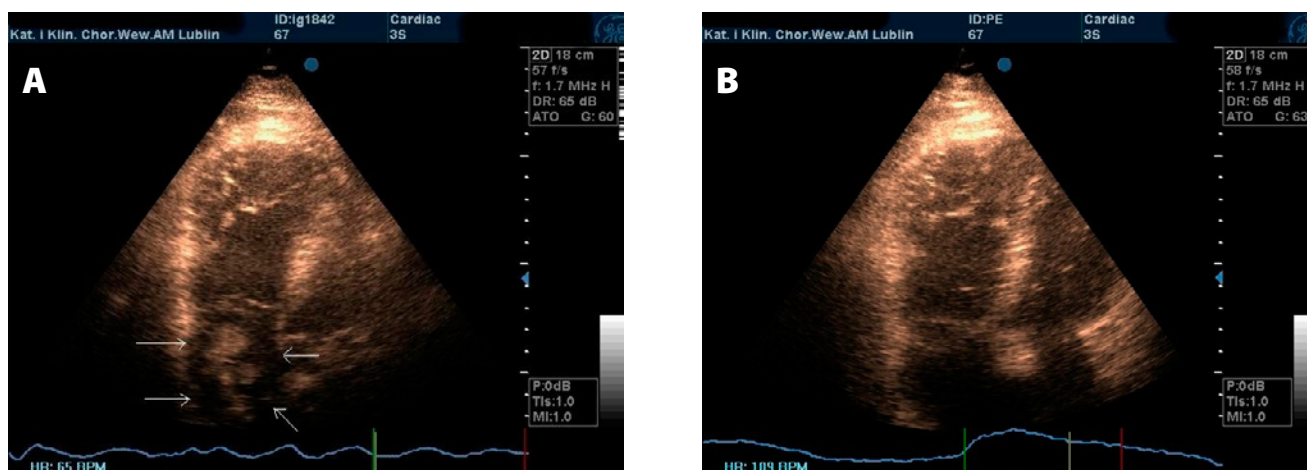 ID:ig1842 Cardiac
Kat. i Klin. Chor.Wew.AM Lublin 67 3S
A
2D 18 cm
57 f/s
f: 1.7 MHz H
DR: 65 dB
ATO G: 60
P:0dB
TIs:1.0
MI:1.0
HR: 65 BPM
ID:PE Cardiac
Kat. i Klin. Chor.Wew.AM Lublin 67 3S
B
2D 18 cm
58 f/s
f: 1.7 MHz H
DR: 65 dB
ATO G: 63
P:0dB
TIs:1.0
MI:1.0
HR: 109 BPM